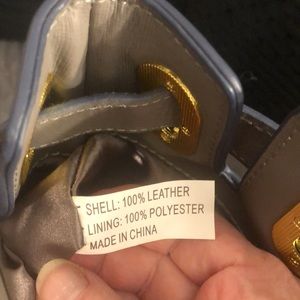 SHELL: 100% LEATHER
LINING: 100% POLYESTER
MADE IN CHINA